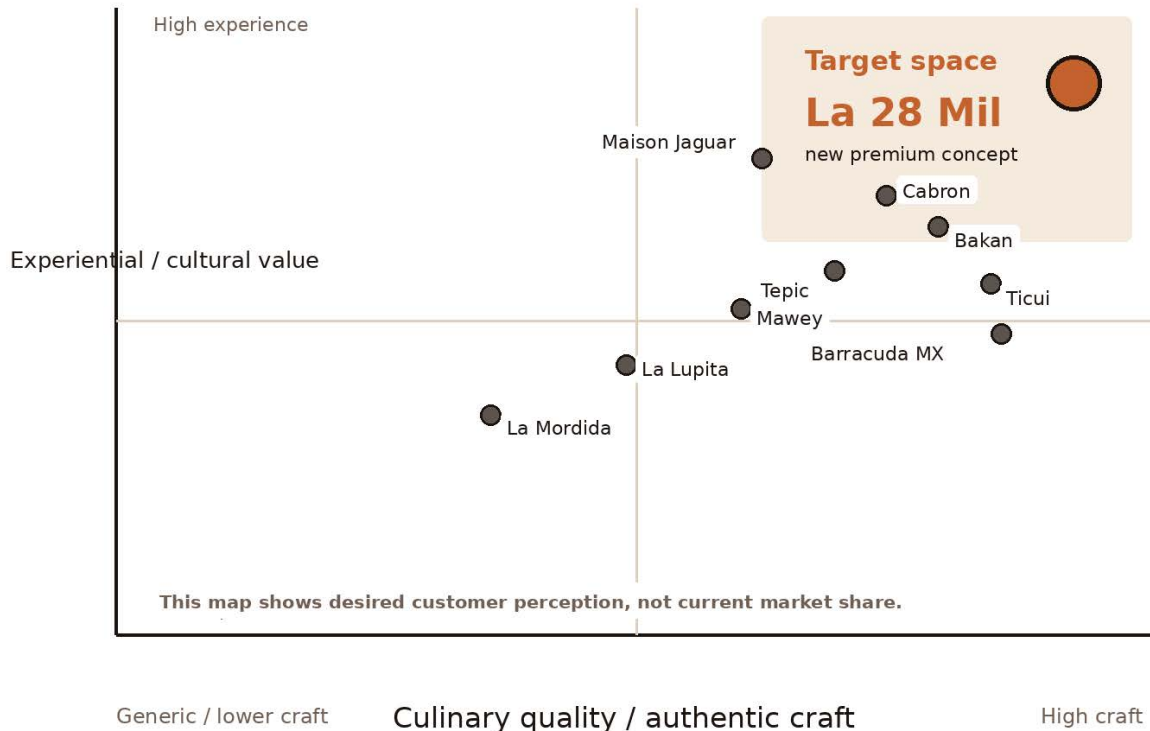 High experience
Target space
La 28 Mil
new premium concept
Maison Jaguar
Cabron
Bakan
Experiential / cultural value
Tepic
Ticui
Mawey
Barracuda MX
La Lupita
La Mordida
This map shows desired customer perception, not current market share.
Generic / lower craft
Culinary quality / authentic craft
High craft